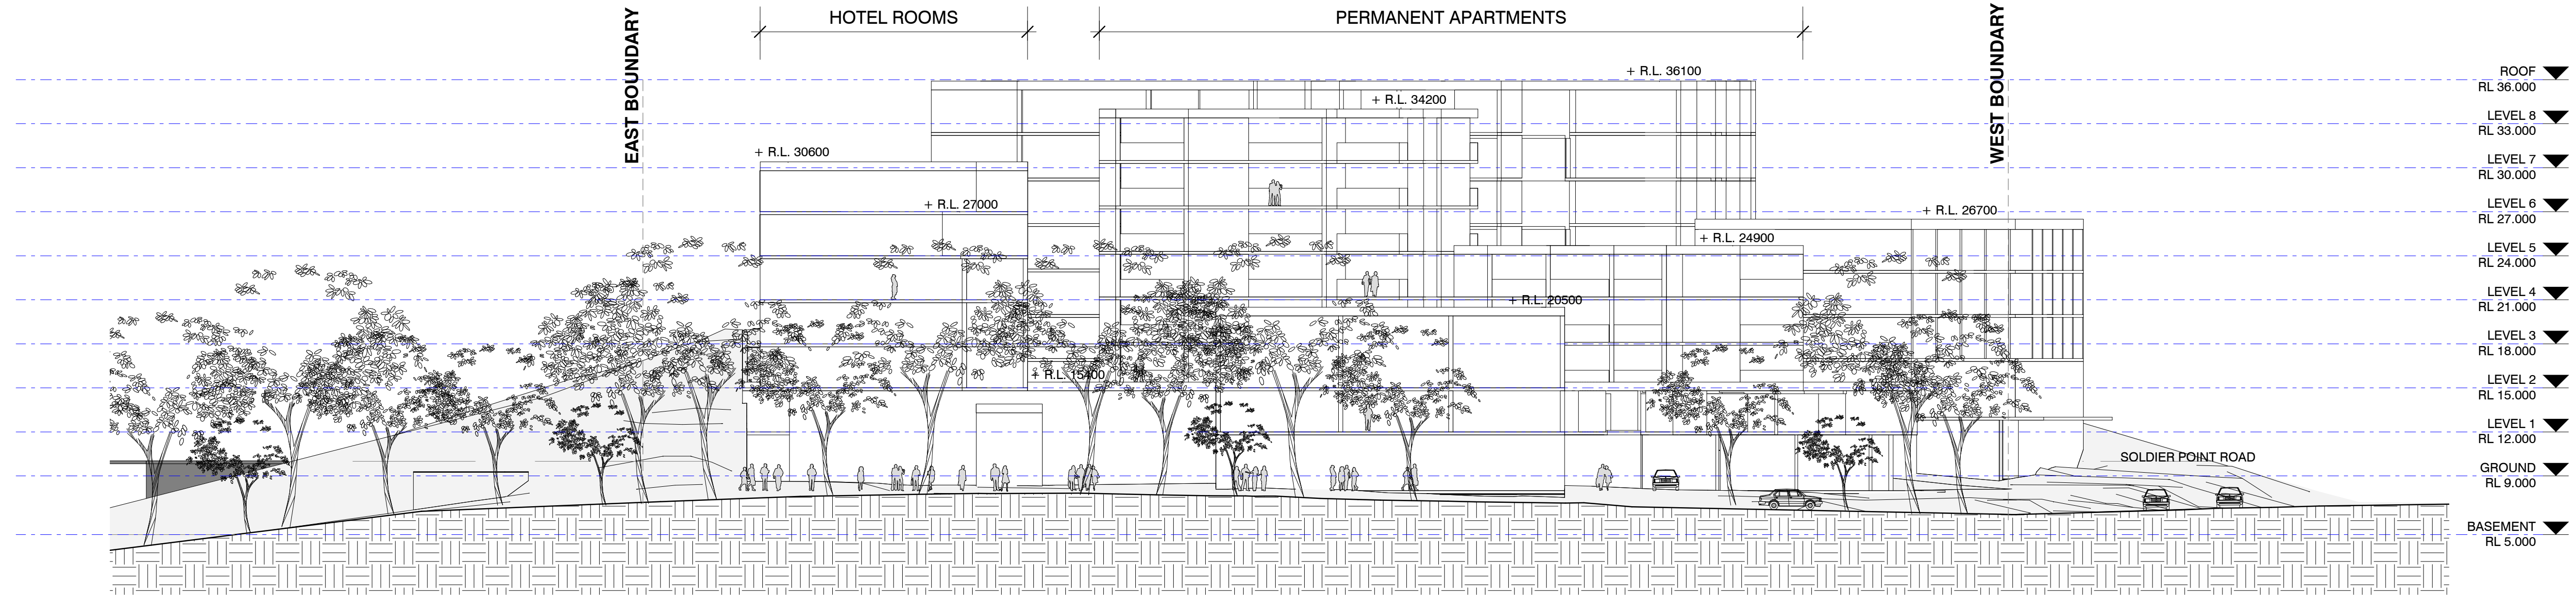 HOTEL ROOMS
PERMANENT APARTMENTS
EAST BOUNDARY
WEST BOUNDARY
+ R.L. 36100
+ R.L. 34200
+ R.L. 30600
+ R.L. 27000
+ R.L. 26700
+ R.L. 24900
+ R.L. 20500
+ R.L. 15400
SOLDIER POINT ROAD
ROOF
RL 36.000
LEVEL 8
RL 33.000
LEVEL 7
RL 30.000
LEVEL 6
RL 27.000
LEVEL 5
RL 24.000
LEVEL 4
RL 21.000
LEVEL 3
RL 18.000
LEVEL 2
RL 15.000
LEVEL 1
RL 12.000
GROUND
RL 9.000
BASEMENT
RL 5.000